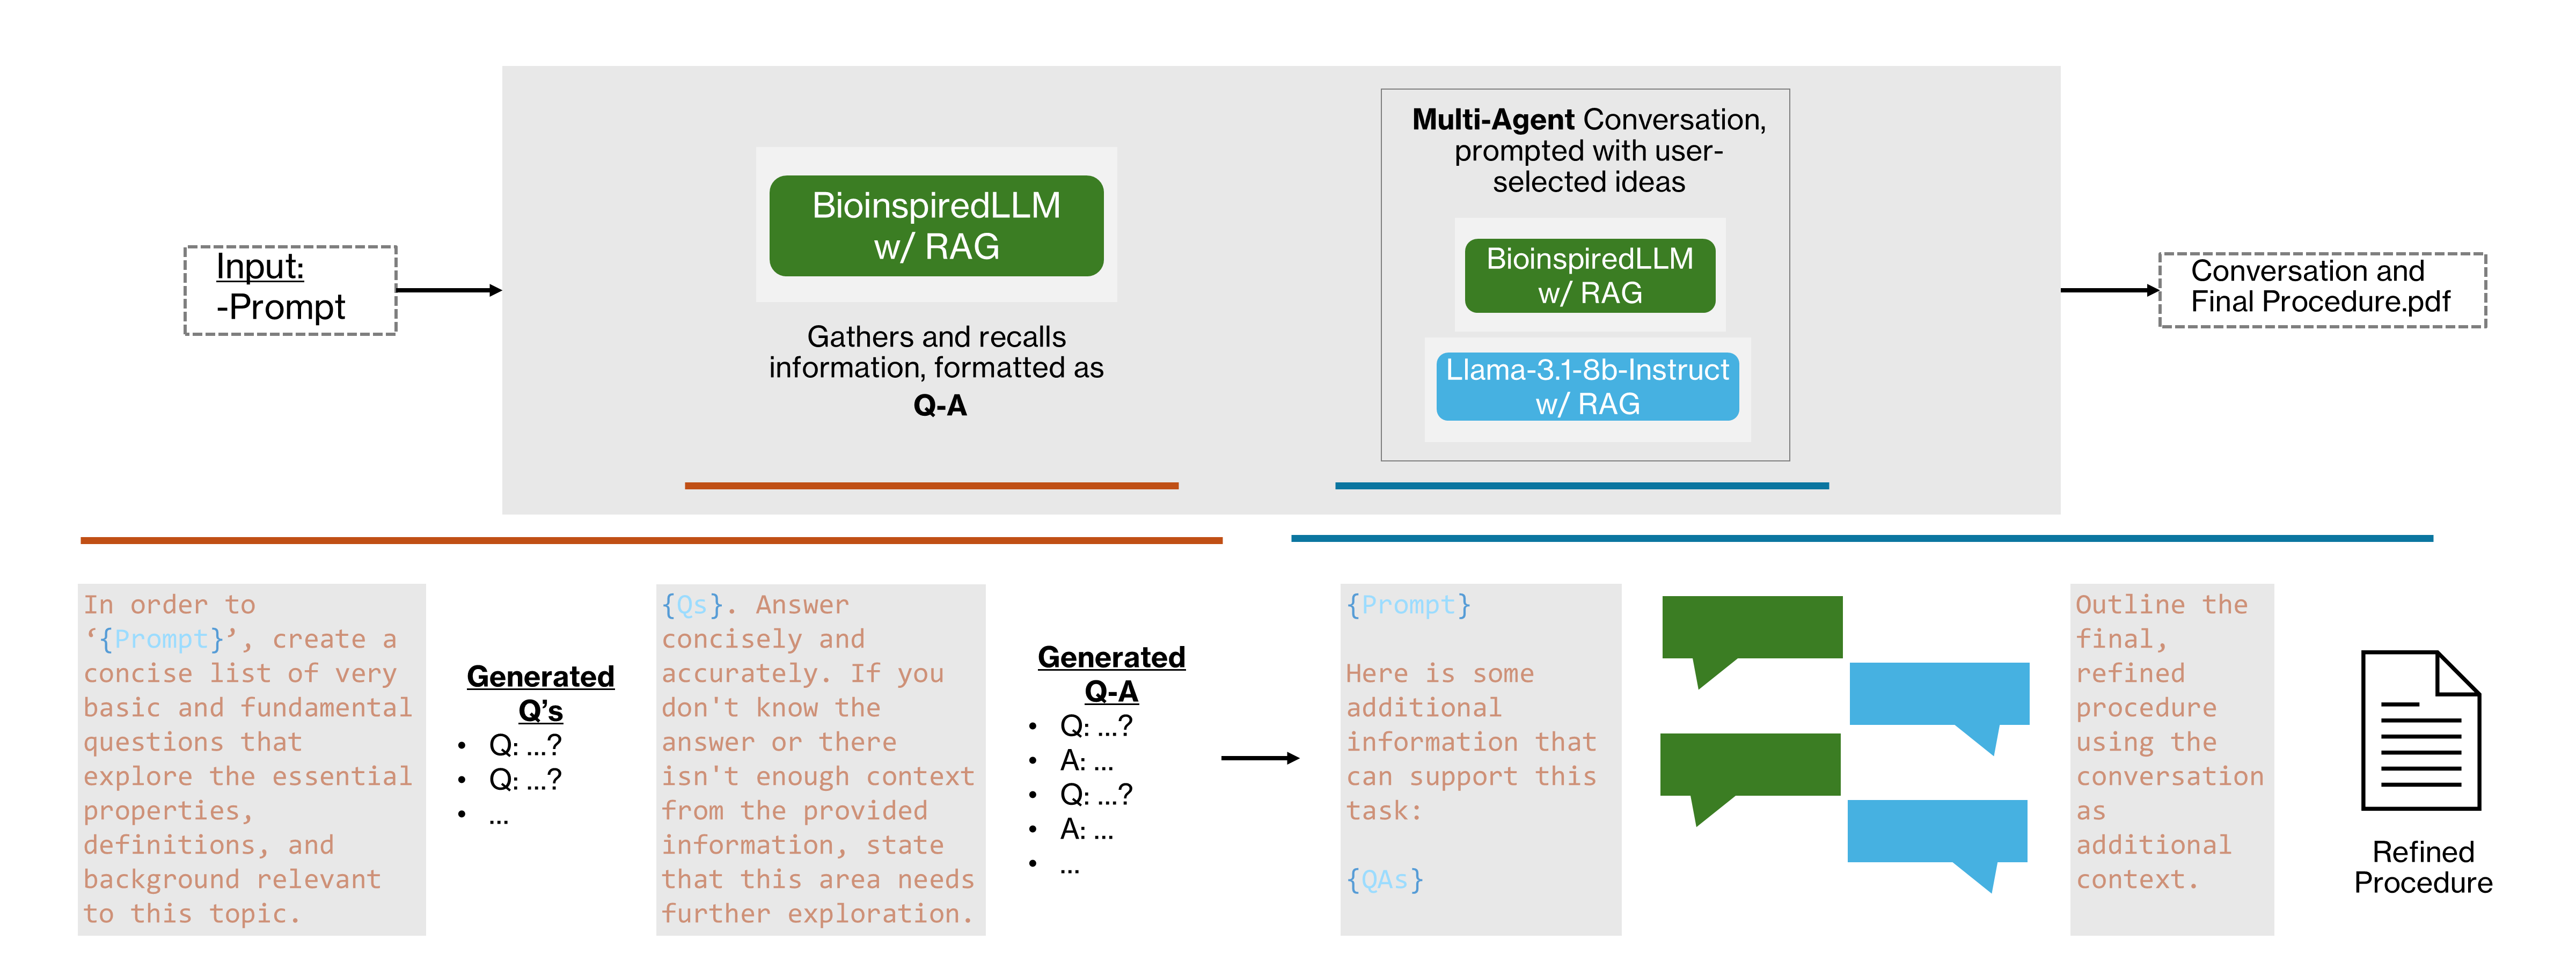 Input:
-Prompt
BioinspiredLLM
w/ RAG
Gathers and recalls
information, formatted as
Q-A
Multi-Agent Conversation,
prompted with user-
selected ideas
BioinspiredLLM
w/ RAG
Llama-3.1-8b-Instruct
w/ RAG
Conversation and
Final Procedure.pdf
In order to
‘{Prompt}’, create a
concise list of very
basic and fundamental
questions that
explore the essential
properties,
definitions, and
background relevant
to this topic.
Generated
Q’s
• Q: ...?
• Q: ...?
• ...
{Qs}. Answer
concisely and
accurately. If you
don't know the
answer or there
isn't enough context
from the provided
information, state
that this area needs
further exploration.
Generated
Q-A
• Q: ...?
• A: ...
• Q: ...?
• A: ...
• ...
{Prompt}
Here is some
additional
information that
can support this
task:
{QAs}
Outline the
final,
refined
procedure
using the
conversation
as
additional
context.
Refined
Procedure